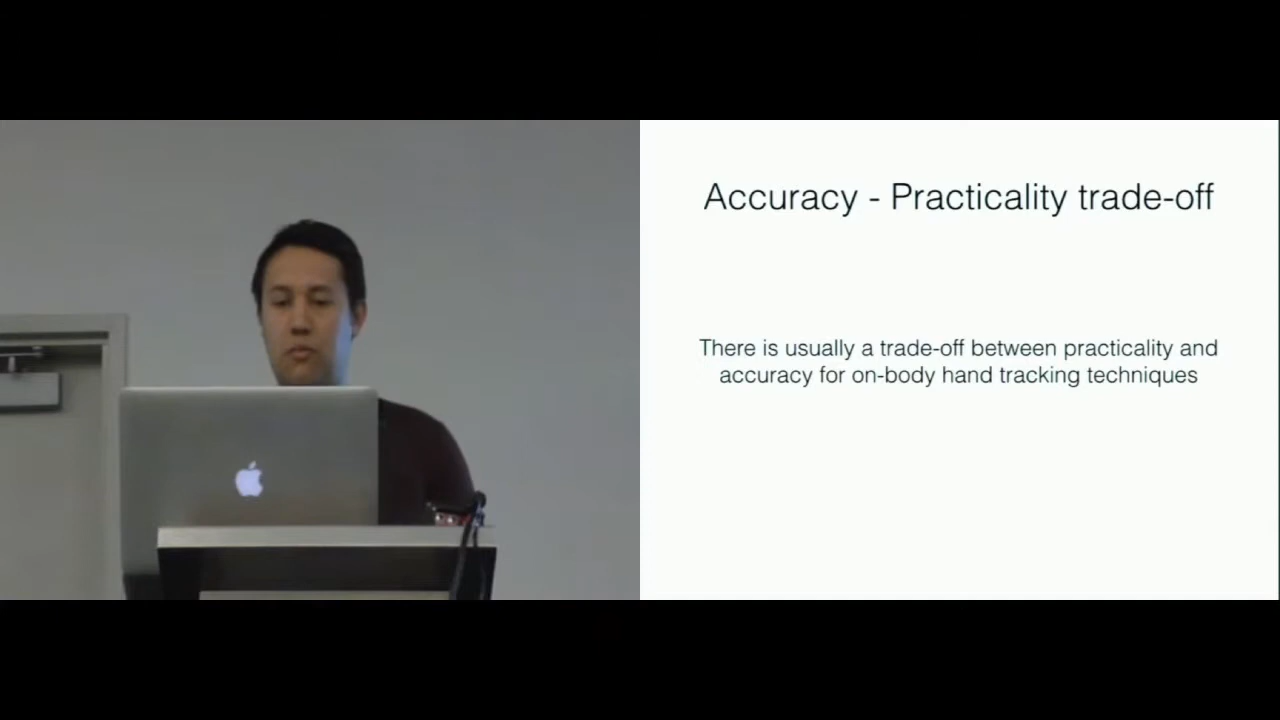 Accuracy - Practicality trade-off
There is usually a trade-off between practicality and
accuracy for on-body hand tracking techniques